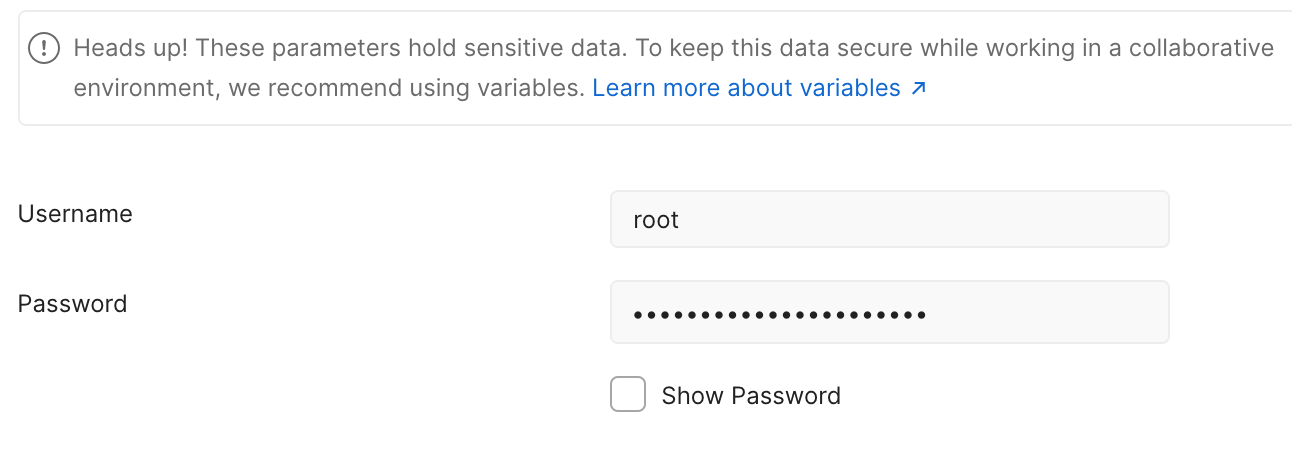 Heads up! These parameters hold sensitive data. To keep this data secure while working in a collaborative
environment, we recommend using variables. Learn more about variables ↗
Username
root
Password
••••••••••••••••••••••
Show Password